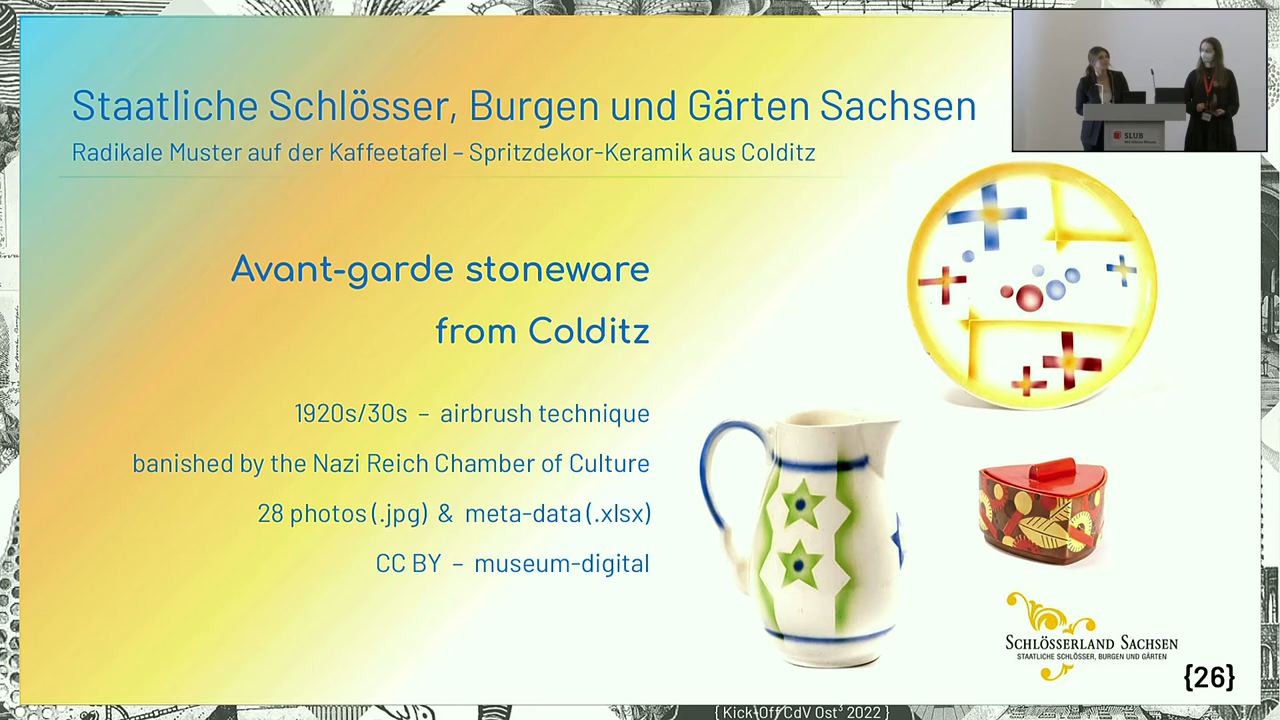 Staatliche Schlösser, Burgen und Gärten Sachsen
Radikale Muster auf der Kaffeetafel – Spritzdekor-Keramik aus Colditz
Avant-garde stoneware
from Colditz
1920s/30s – airbrush technique
banished by the Nazi Reich Chamber of Culture
28 photos (.jpg) & meta-data (.xlsx)
CC BY – museum-digital
SLUB
SCHLÖSSERLAND SACHSEN
STAATLICHE SCHLÖSSER, BURGEN UND GÄRTEN
{26}
{ Kick-Off CdV Ost³ 2022 }